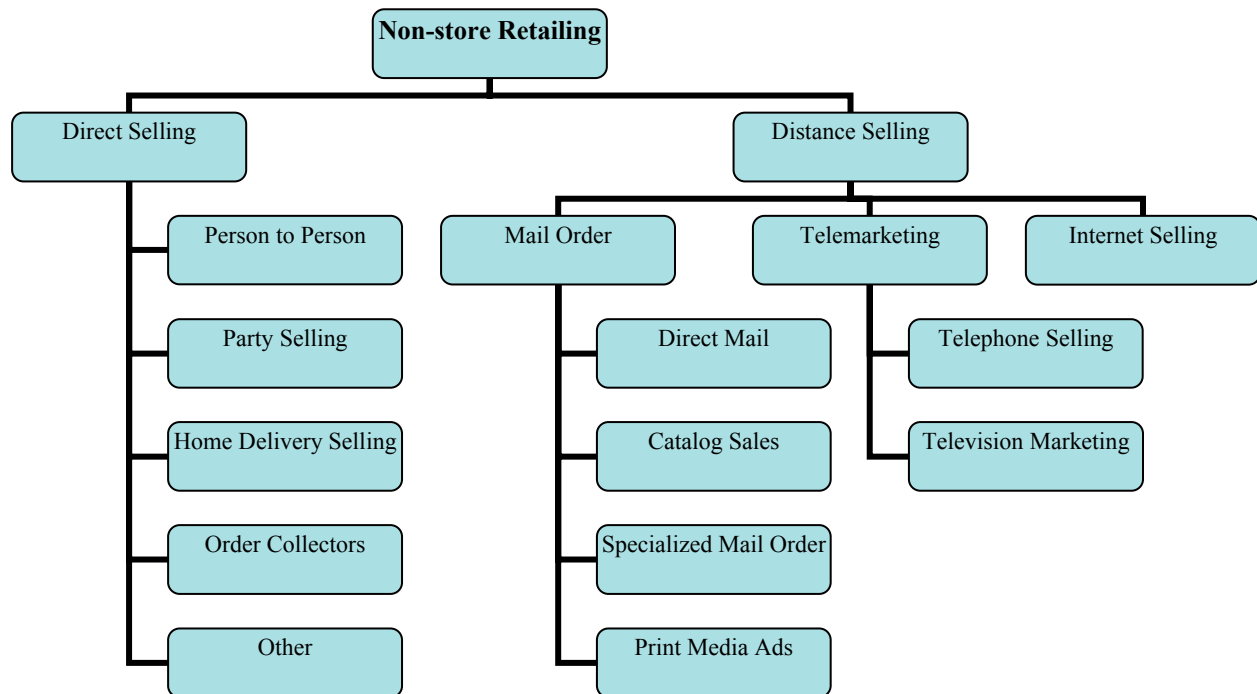 Non-store Retailing
Direct Selling
Distance Selling
Person to Person
Mail Order
Telemarketing
Internet Selling
Party Selling
Direct Mail
Telephone Selling
Home Delivery Selling
Catalog Sales
Television Marketing
Order Collectors
Specialized Mail Order
Other
Print Media Ads